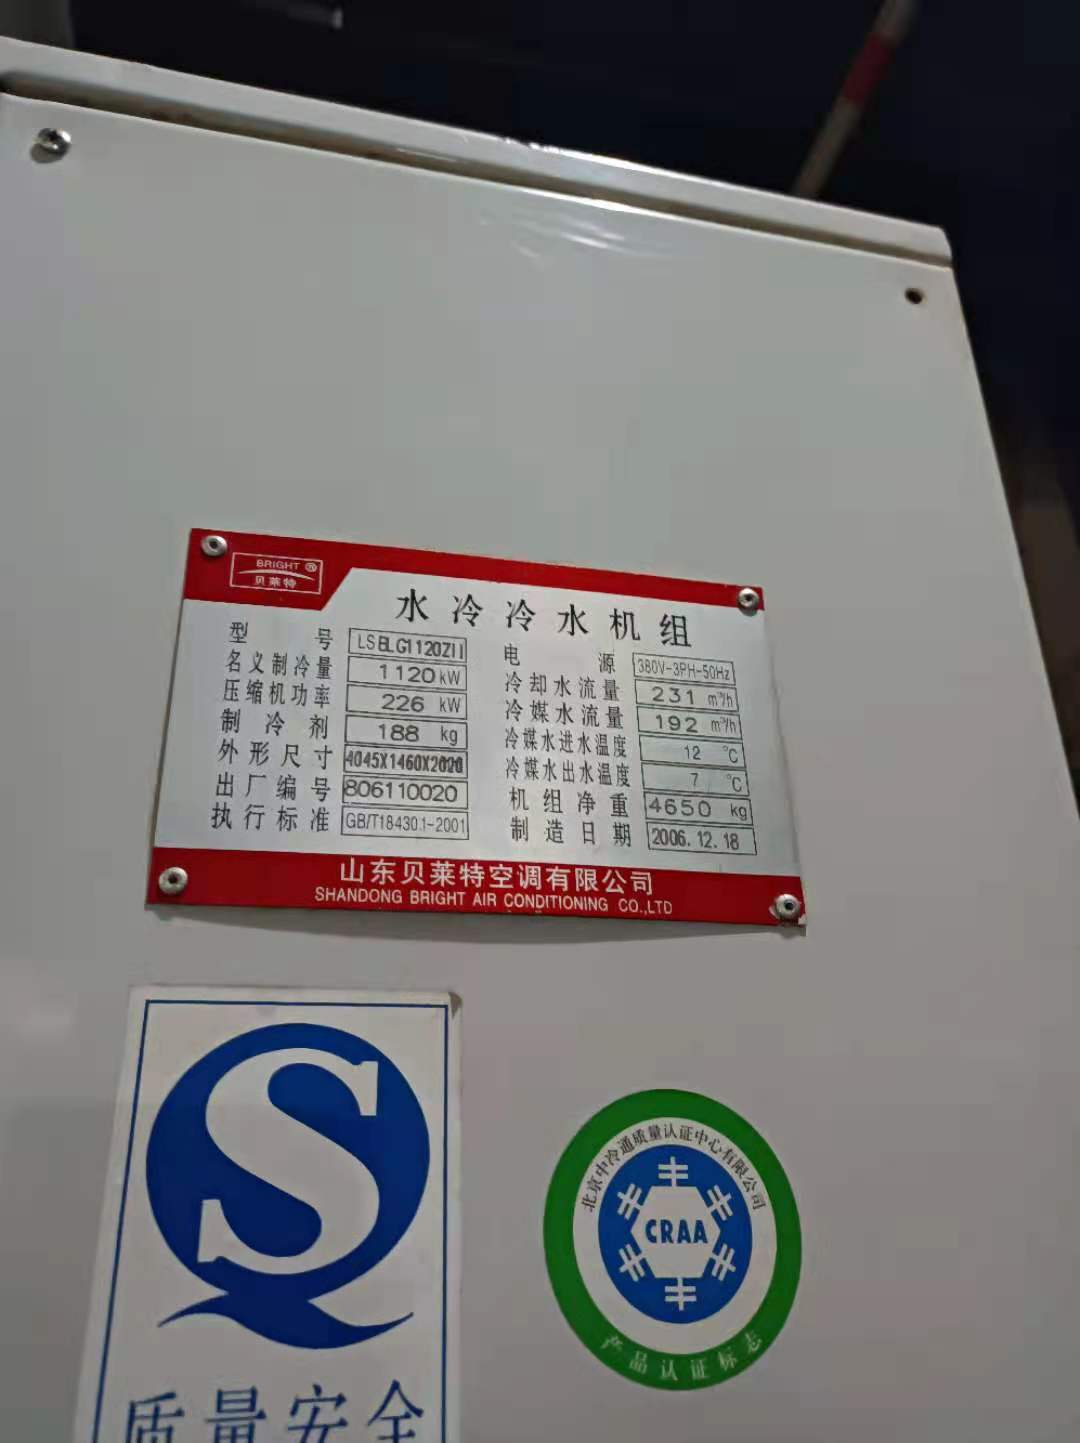 BRIGHT ®
贝莱特
水冷冷水机组
型号 LSBLG1120ZII
名义制冷量 1120 kW
压缩机功率 226 kW
制冷剂 188 kg
外形尺寸 4045X1460X2020
出厂编号 806110020
执行标准 GB/T18430.1-2001
电源 380V-3PH-50Hz
冷却水流量 231 m³/h
冷媒水流量 192 m³/h
冷媒水进水温度 12 ℃
冷媒水出水温度 7 ℃
机组净重 4650 kg
制造日期 2006.12.18
山东贝莱特空调有限公司
SHANDONG BRIGHT AIR CONDITIONING CO.,LTD
质量安全
北京中冷通质量认证中心有限公司
CRAA
产品认证标志